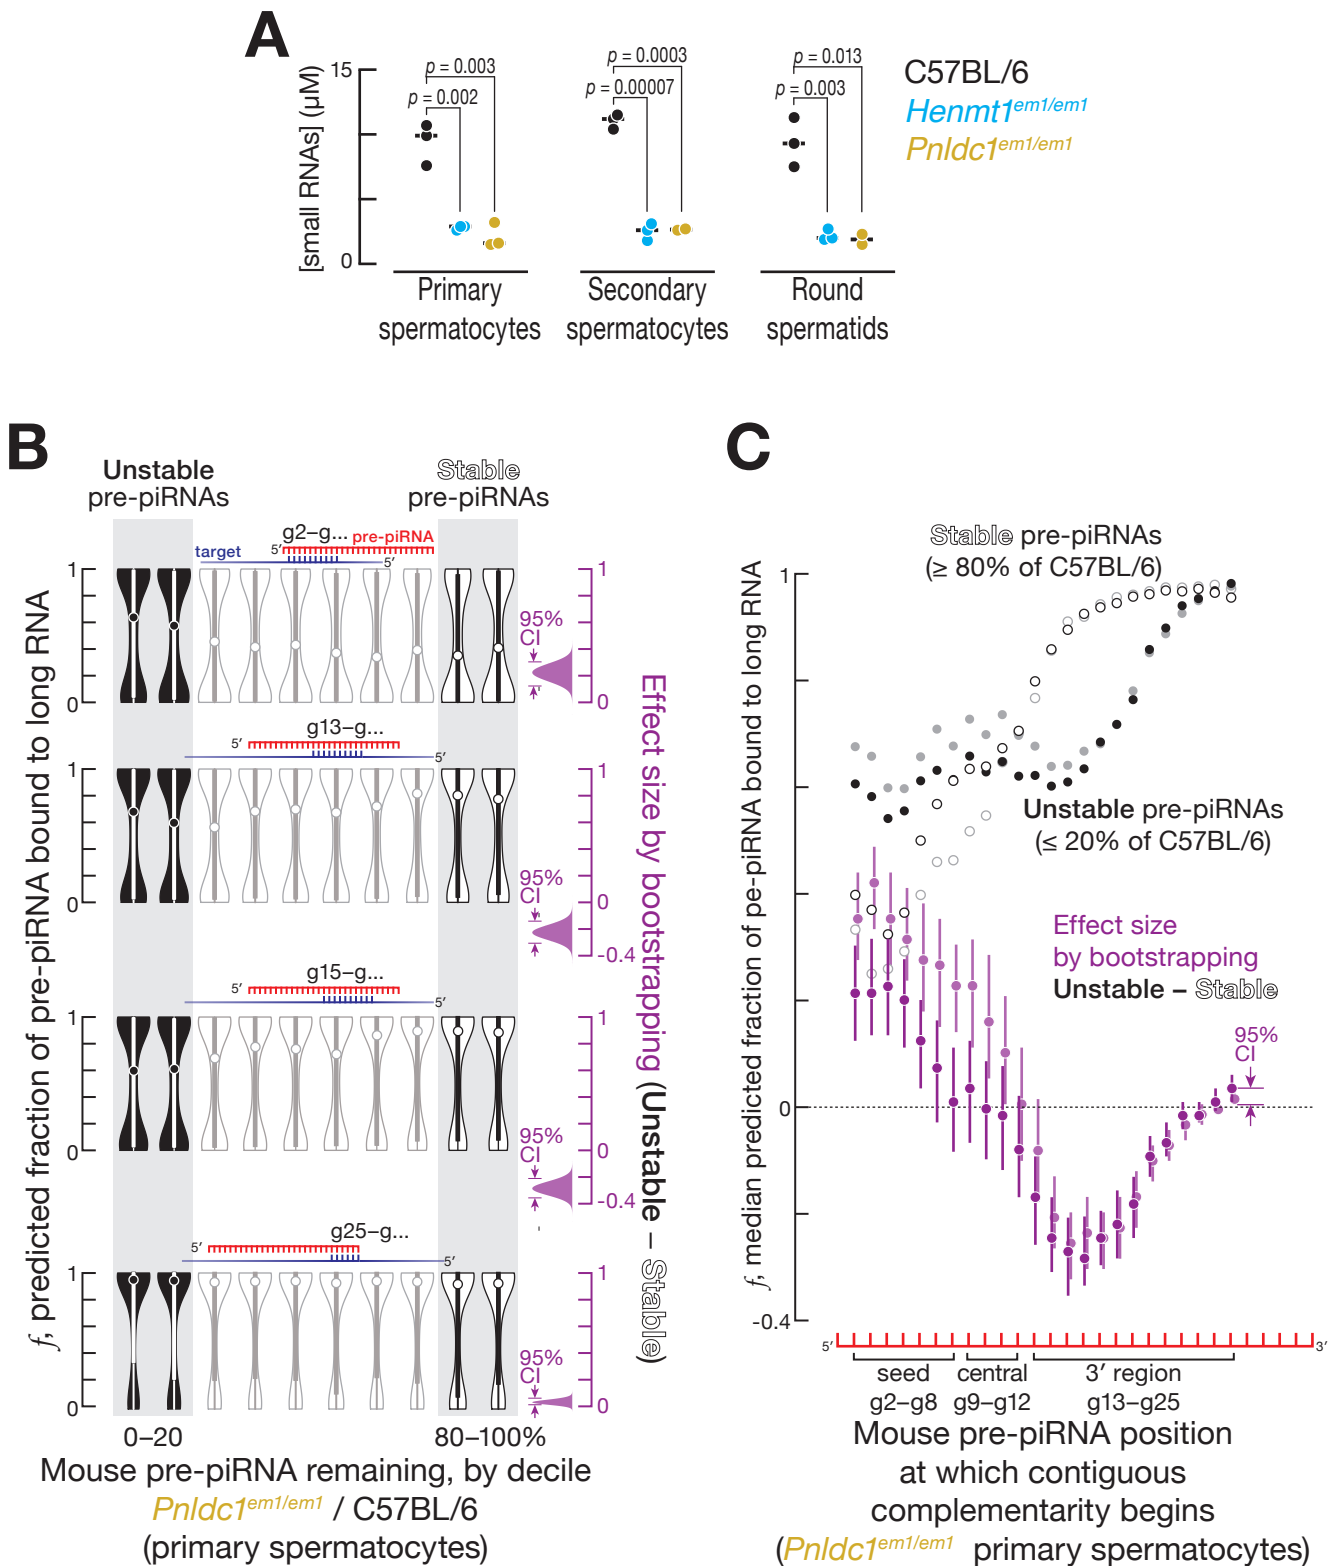 A
[small RNAs] (µM)
15
0
p = 0.003
p = 0.002
p = 0.0003
p = 0.00007
p = 0.013
p = 0.003
C57BL/6
Henmt1em1/em1
Pnldc1em1/em1
Primary
spermatocytes
Secondary
spermatocytes
Round
spermatids
B
Unstable
pre-piRNAs
Stable
pre-piRNAs
f, predicted fraction of pre-piRNA bound to long RNA
g2–g...
pre-piRNA
target
5′
5′
1
0
95%
CI
1
0
g13–g...
5′
5′
1
0
95%
CI
1
0
-0.4
g15–g...
5′
5′
1
0
95%
CI
1
0
-0.4
g25–g...
5′
5′
1
0
95%
CI
1
0
Effect size by bootstrapping (Unstable – Stable)
0–20
80–100%
Mouse pre-piRNA remaining, by decile
Pnldc1em1/em1 / C57BL/6
(primary spermatocytes)
C
f, median predicted fraction of pe-piRNA bound to long RNA
1
0
-0.4
Stable pre-piRNAs
(≥ 80% of C57BL/6)
Unstable pre-piRNAs
(≤ 20% of C57BL/6)
Effect size
by bootstrapping
Unstable – Stable
95%
CI
5′
3′
seed
g2–g8
central
g9–g12
3′ region
g13–g25
Mouse pre-piRNA position
at which contiguous
complementarity begins
(Pnldc1em1/em1 primary spermatocytes)